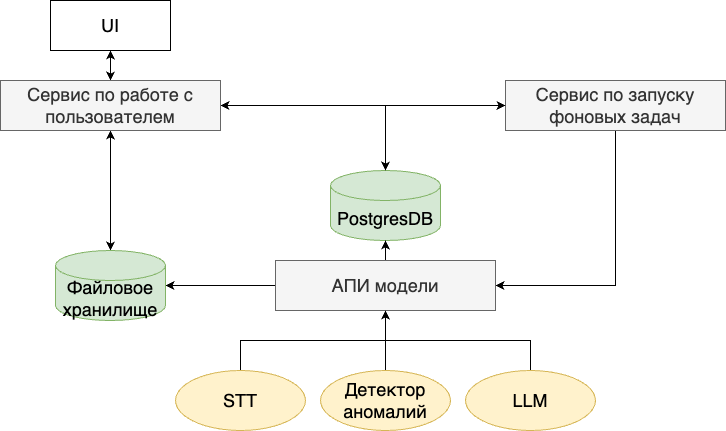 UI
Сервис по работе с
пользователем
Сервис по запуску
фоновых задач
PostgresDB
Файловое
хранилище
АПИ модели
STT
Детектор
аномалий
LLM